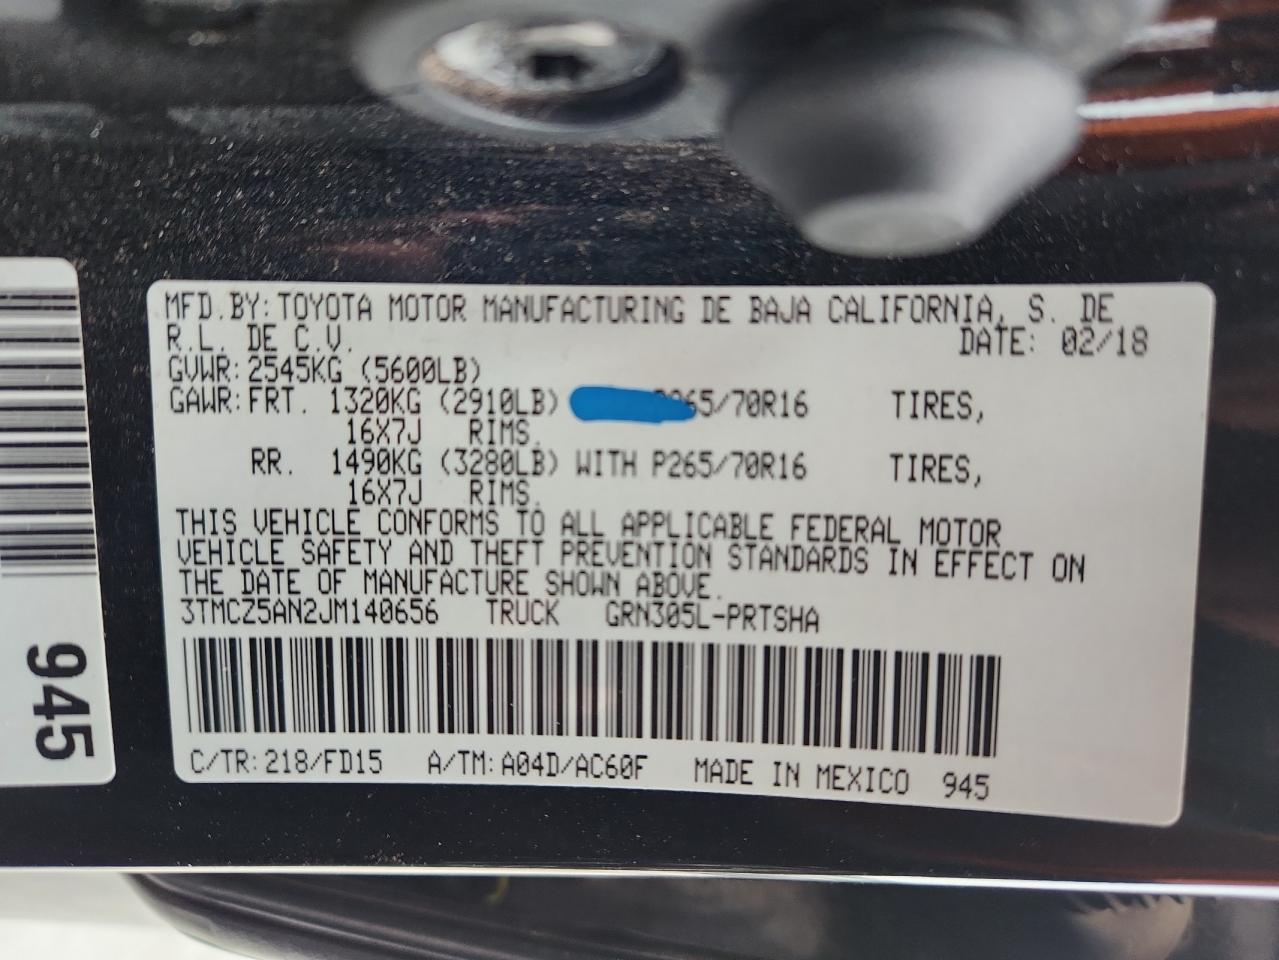 MFD.BY: TOYOTA MOTOR MANUFACTURING DE BAJA CALIFORNIA, S. DE
R.L. DE C.V. DATE: 02/18
GVWR: 2545KG (5600LB)
GAWR: FRT. 1320KG (2910LB) 65/70R16 TIRES,
16X7J RIMS.
RR. 1490KG (3280LB) WITH P265/70R16 TIRES,
16X7J RIMS.
THIS VEHICLE CONFORMS TO ALL APPLICABLE FEDERAL MOTOR
VEHICLE SAFETY AND THEFT PREVENTION STANDARDS IN EFFECT ON
THE DATE OF MANUFACTURE SHOWN ABOVE.
3TMCZ5AN2JM140656 TRUCK GRN305L-PRTSHA
C/TR: 218/FD15 A/TM: A04D/AC60F MADE IN MEXICO 945
945